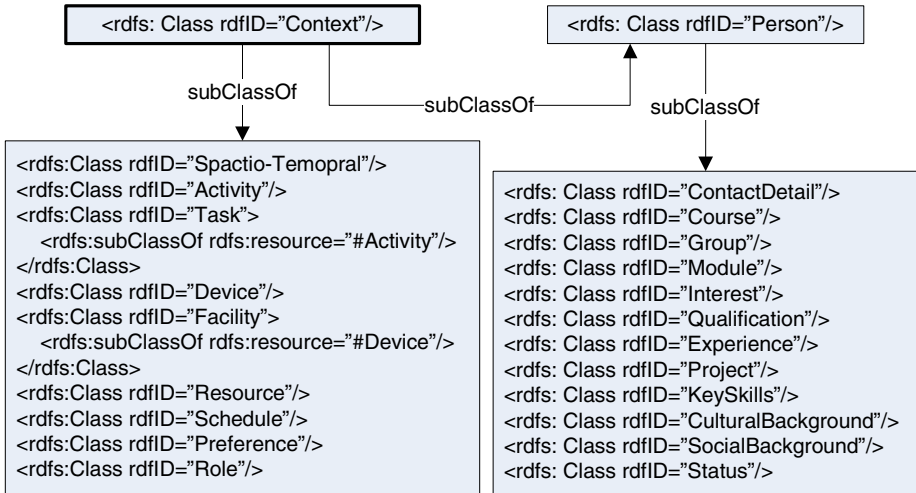 <rdfs: Class rdfID=”Context”/>
<rdfs: Class rdfID=”Person”/>
subClassOf
subClassOf
subClassOf
<rdfs:Class rdfID=”Spactio-Temopral”/>
<rdfs:Class rdfID=”Activity”/>
<rdfs:Class rdfID=”Task”>
<rdfs:subClassOf rdfs:resource=”#Activity”/>
</rdfs:Class>
<rdfs:Class rdfID=”Device”/>
<rdfs:Class rdfID=”Facility”>
<rdfs:subClassOf rdfs:resource=”#Device”/>
</rdfs:Class>
<rdfs:Class rdfID=”Resource”/>
<rdfs:Class rdfID=”Schedule”/>
<rdfs:Class rdfID=”Preference”/>
<rdfs:Class rdfID=”Role”/>
<rdfs: Class rdfID=”ContactDetail”/>
<rdfs: Class rdfID=”Course”/>
<rdfs: Class rdfID=”Group”/>
<rdfs: Class rdfID=”Module”/>
<rdfs: Class rdfID=”Interest”/>
<rdfs: Class rdfID=”Qualification”/>
<rdfs: Class rdfID=”Experience”/>
<rdfs: Class rdfID=”Project”/>
<rdfs: Class rdfID=”KeySkills”/>
<rdfs: Class rdfID=”CulturalBackground”/>
<rdfs: Class rdfID=”SocialBackground”/>
<rdfs: Class rdfID=”Status”/>